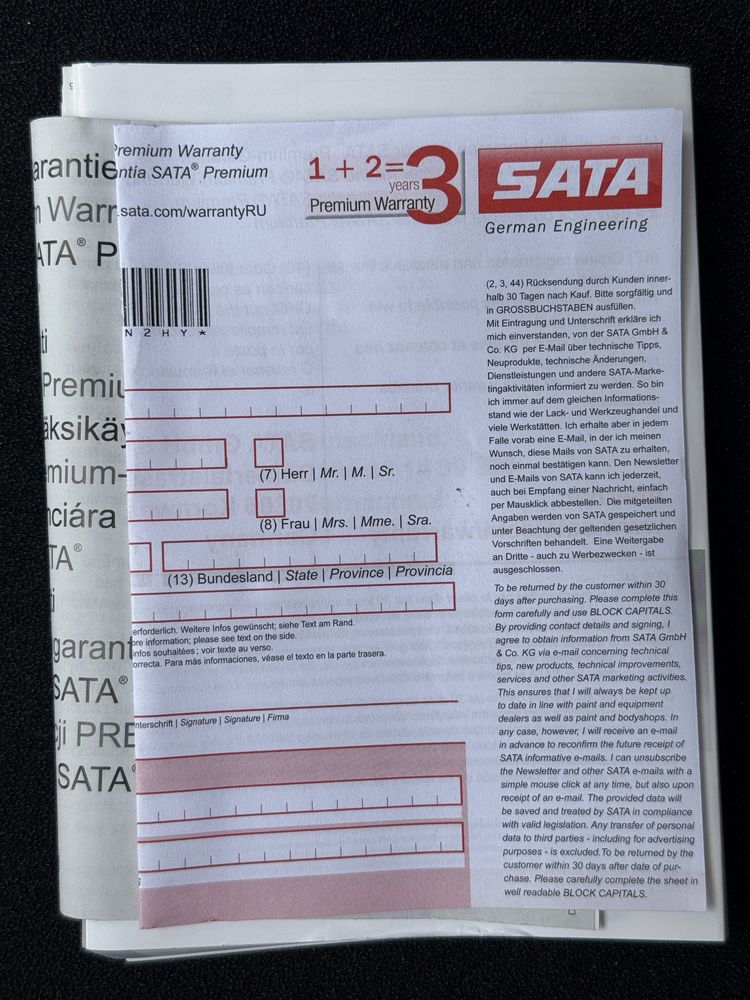 Premium Warranty
ntia SATA® Premium
.sata.com/warrantyRU
1 + 2 = 3
years
Premium Warranty
SATA
German Engineering
arantie
Warr
ATA® P
ti
Premiu
äksikäy
mium-
nciára
TA®
ti
garant
SATA®
cji PRE
SATA®
N2HY*
(7) Herr | Mr. | M. | Sr.
(8) Frau | Mrs. | Mme. | Sra.
(13) Bundesland | State | Province | Provincia
erforderlich. Weitere Infos gewünscht; siehe Text am Rand.
ore information; please see text on the side.
infos souhaitées ; voir texte au verso.
orrecta. Para más informaciones, véase el texto en la parte trasera.
nterschrift | Signature | Signature | Firma
(2, 3, 44) Rücksendung durch Kunden inner-
halb 30 Tagen nach Kauf. Bitte sorgfältig und
in GROSSBUCHSTABEN ausfüllen.
Mit Eintragung und Unterschrift erkläre ich
mich einverstanden, von der SATA GmbH &
Co. KG per E-Mail über technische Tipps,
Neuprodukte, technische Änderungen,
Dienstleistungen und andere SATA-Marke-
tingaktivitäten informiert zu werden. So bin
ich immer auf dem gleichen Informations-
stand wie der Lack- und Werkzeughandel und
viele Werkstätten. Ich erhalte aber in jedem
Falle vorab eine E-Mail, in der ich meinen
Wunsch, diese Mails von SATA zu erhalten,
noch einmal bestätigen kann. Den Newsletter
und E-Mails von SATA kann ich jederzeit,
auch bei Empfang einer Nachricht, einfach
per Mausklick abbestellen. Die mitgeteilten
Angaben werden von SATA gespeichert und
unter Beachtung der geltenden gesetzlichen
Vorschriften behandelt. Eine Weitergabe
an Dritte - auch zu Werbezwecken - ist
ausgeschlossen.
To be returned by the customer within 30
days after purchasing. Please complete this
form carefully and use BLOCK CAPITALS.
By providing contact details and signing, I
agree to obtain information from SATA GmbH
& Co. KG via e-mail concerning technical
tips, new products, technical improvements,
services and other SATA marketing activities.
This ensures that I will always be kept up
to date in line with paint and equipment
dealers as well as paint and bodyshops. In
any case, however, I will receive an e-mail
in advance to reconfirm the future receipt of
SATA informative e-mails. I can unsubscribe
the Newsletter and other SATA e-mails with a
simple mouse click at any time, but also upon
receipt of an e-mail. The provided data will
be saved and treated by SATA in compliance
with valid legislation. Any transfer of personal
data to third parties - including for advertising
purposes - is excluded.To be returned by the
customer within 30 days after date of pur-
chase. Please carefully complete the sheet in
well readable BLOCK CAPITALS.